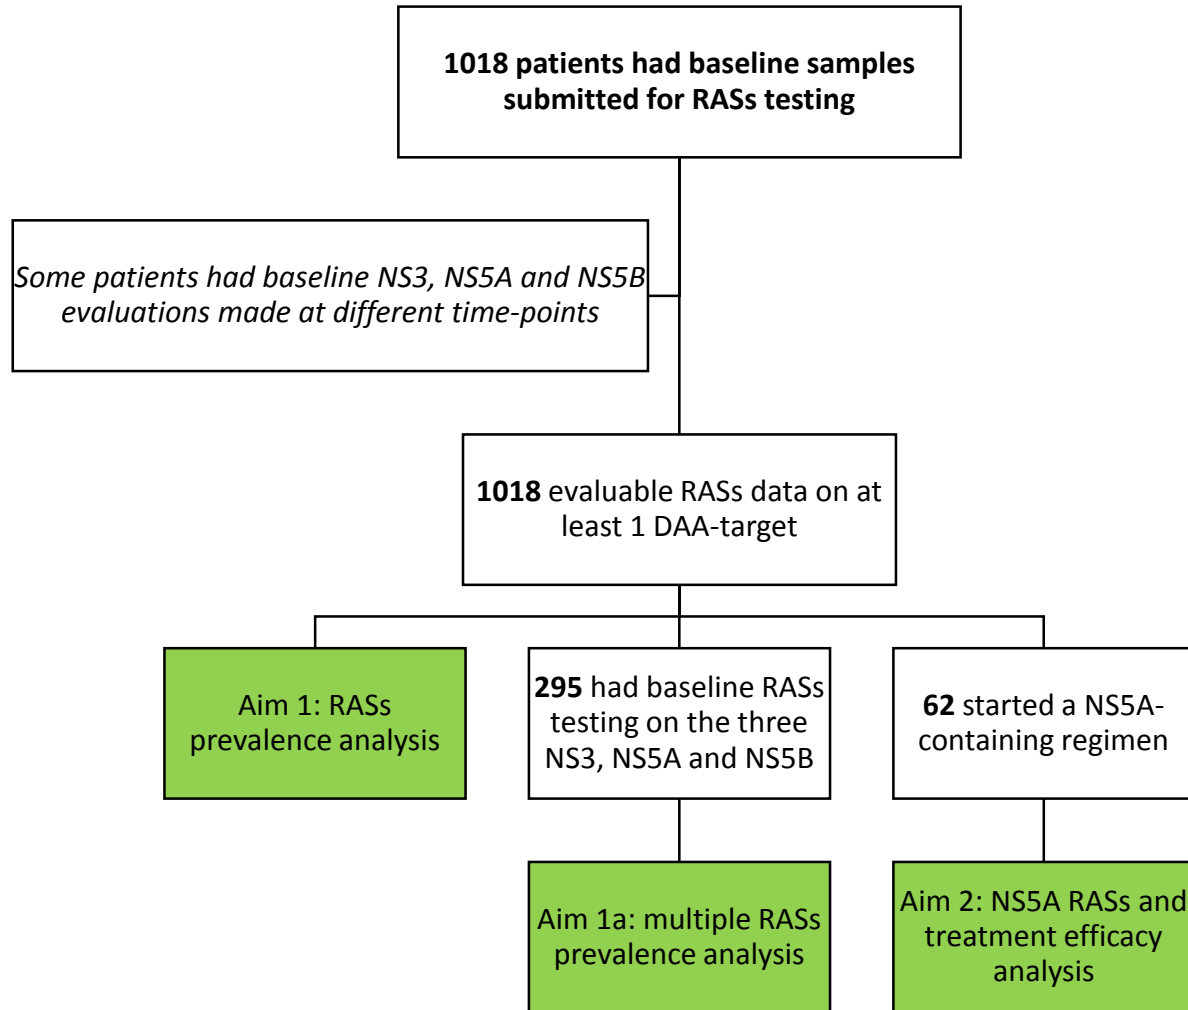 1018 patients had baseline samples
submitted for RASs testing
Some patients had baseline NS3, NS5A and NS5B
evaluations made at different time-points
1018 evaluable RASs data on at
least 1 DAA-target
Aim 1: RASs
prevalence analysis
295 had baseline RASs
testing on the three
NS3, NS5A and NS5B
62 started a NS5A-
containing regimen
Aim 1a: multiple RASs
prevalence analysis
Aim 2: NS5A RASs and
treatment efficacy
analysis